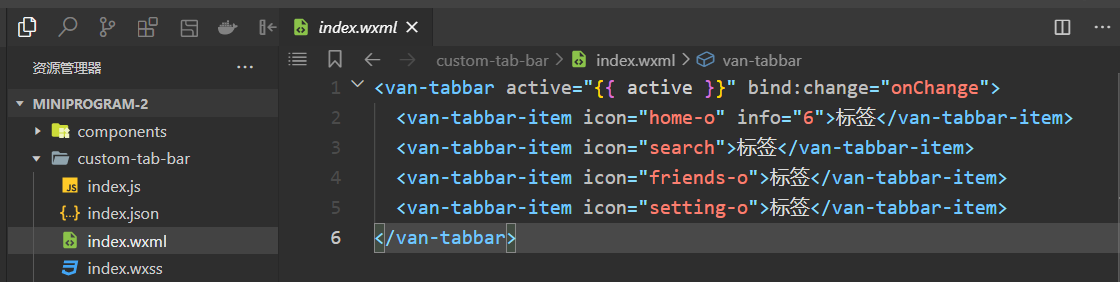 index.wxml
资源管理器
custom-tab-bar > index.wxml > van-tabbar
MINIPROGRAM-2
components
custom-tab-bar
JS index.js
{..} index.json
index.wxml
index.wxss
1 <van-tabbar active="{{ active }}" bind:change="onChange">
2 <van-tabbar-item icon="home-o" info="6">标签</van-tabbar-item>
3 <van-tabbar-item icon="search">标签</van-tabbar-item>
4 <van-tabbar-item icon="friends-o">标签</van-tabbar-item>
5 <van-tabbar-item icon="setting-o">标签</van-tabbar-item>
6 </van-tabbar>